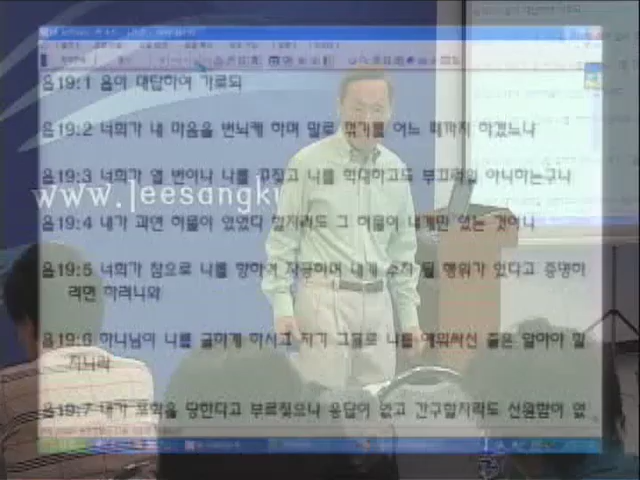 욥19:1 욥이 대답하여 가로되
욥19:2 너희가 내 마음을 번뇌케 하며 말로 꺾기를 어느 때까지 하겠느냐
욥19:3 너희가 열 번이나 나를 꾸짖고 나를 학대하고도 부끄러워 아니하는구나
www.leesangku
욥19:4 내가 과연 허물이 있었다 할지라도 그 허물이 내게만 있는 것이니
욥19:5 너희가 참으로 나를 향하여 자긍하며 내게 수치 될 행위가 있다고 증명하
려면 하려니와
욥19:6 하나님이 나를 굴하게 하시고 자기 그물로 나를 에워싸신 줄은 알아야 할
지니라
욥19:7 내가 포학을 당한다고 부르짖으나 응답이 없고 간구할지라도 신원함이 없